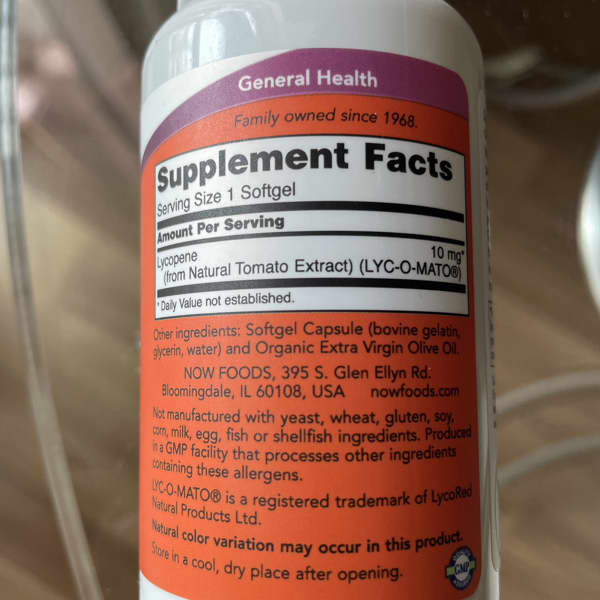 General Health
Family owned since 1968.
Supplement Facts
Serving Size 1 Softgel
Amount Per Serving
Lycopene 10 mg*
(from Natural Tomato Extract) (LYC-O-MATO®)
* Daily Value not established.
Other ingredients: Softgel Capsule (bovine gelatin,
glycerin, water) and Organic Extra Virgin Olive Oil.
NOW FOODS, 395 S. Glen Ellyn Rd.
Bloomingdale, IL 60108, USA nowfoods.com
Not manufactured with yeast, wheat, gluten, soy,
corn, milk, egg, fish or shellfish ingredients. Produced
in a GMP facility that processes other ingredients
containing these allergens.
LYC-O-MATO® is a registered trademark of LycoRed
Natural Products Ltd.
Natural color variation may occur in this product.
Store in a cool, dry place after opening.
GMP